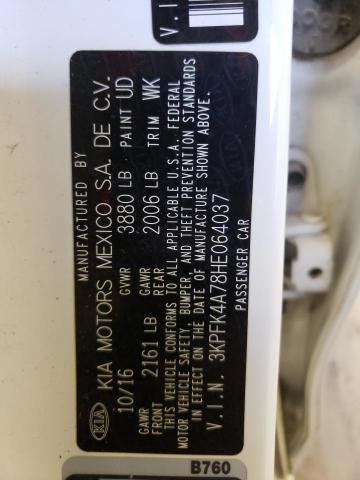 MANUFACTURED BY
KIA KIA MOTORS MEXICO S.A. DE C.V.
10/16 GVWR 3880 LB PAINT UD
GAWR FRONT 2161 LB GAWR REAR 2006 LB TRIM WK
THIS VEHICLE CONFORMS TO ALL APPLICABLE U.S.A. FEDERAL
MOTOR VEHICLE SAFETY, BUMPER, AND THEFT PREVENTION STANDARDS
IN EFFECT ON THE DATE OF MANUFACTURE SHOWN ABOVE.
V.I.N. 3KPFK4A78HE064037
PASSENGER CAR
B760
V.I.N
DOOR